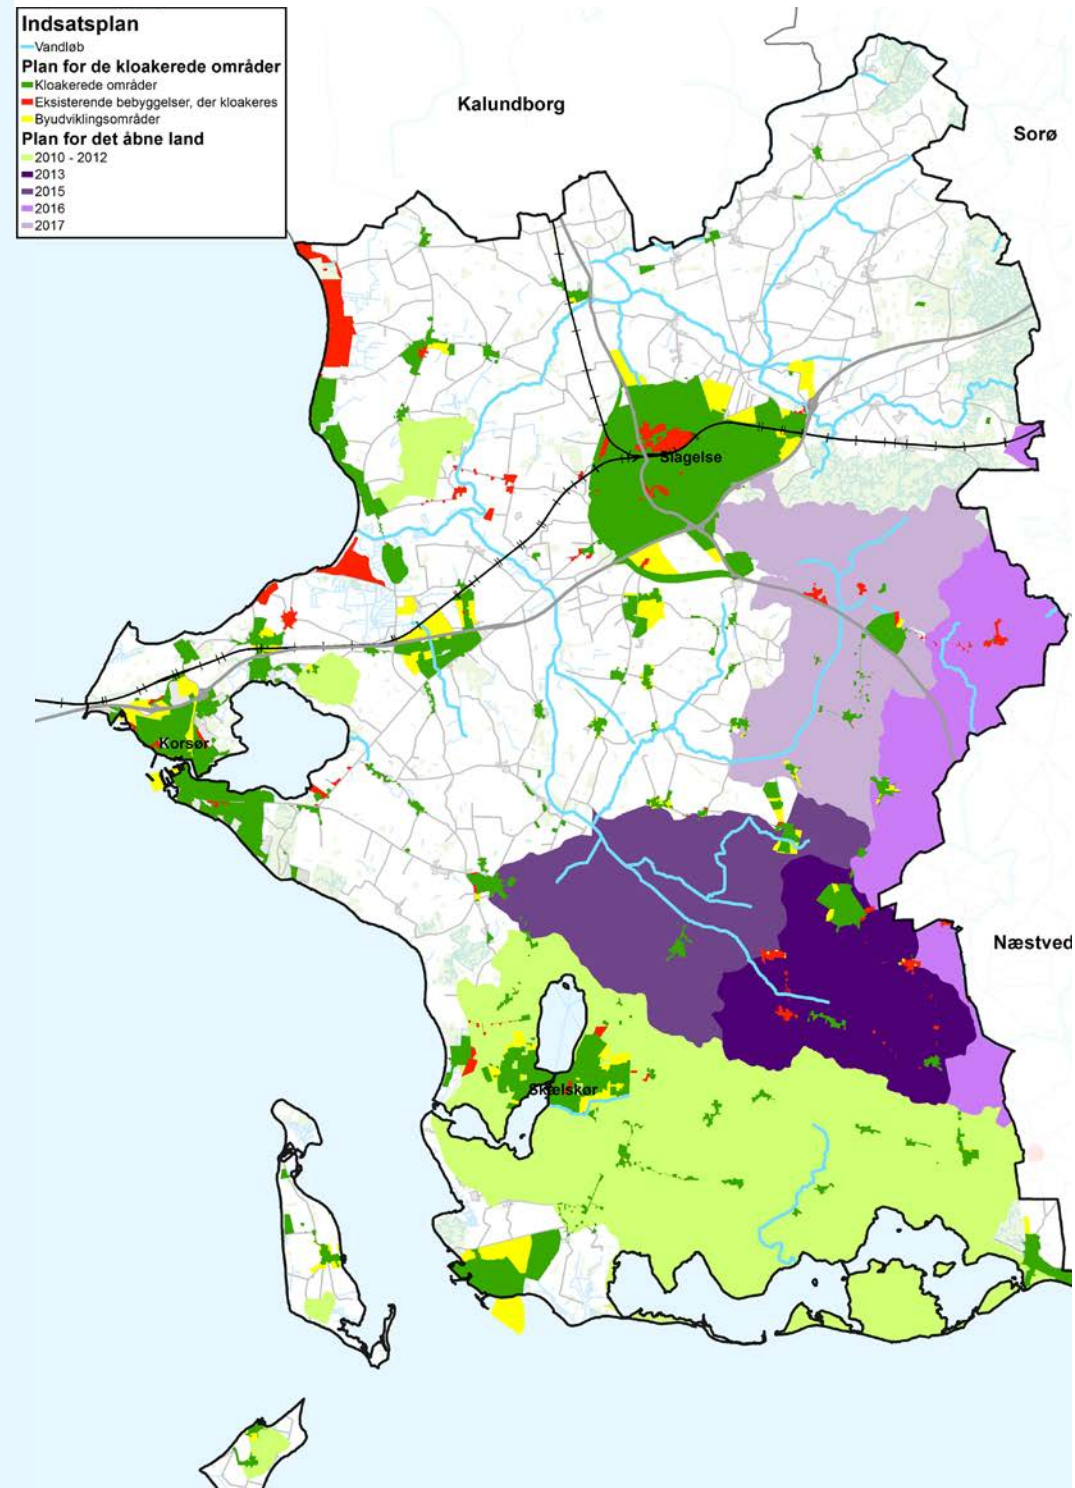 Indsatsplan
Vandløb
Plan for de kloakerede områder
Kloakerede områder
Eksisterende bebyggelser, der kloakeres
Byudviklingsområder
Plan for det åbne land
2010 - 2012
2013
2015
2016
2017
Kalundborg
Sorø
Slagelse
Korsør
Næstved
Skælskør